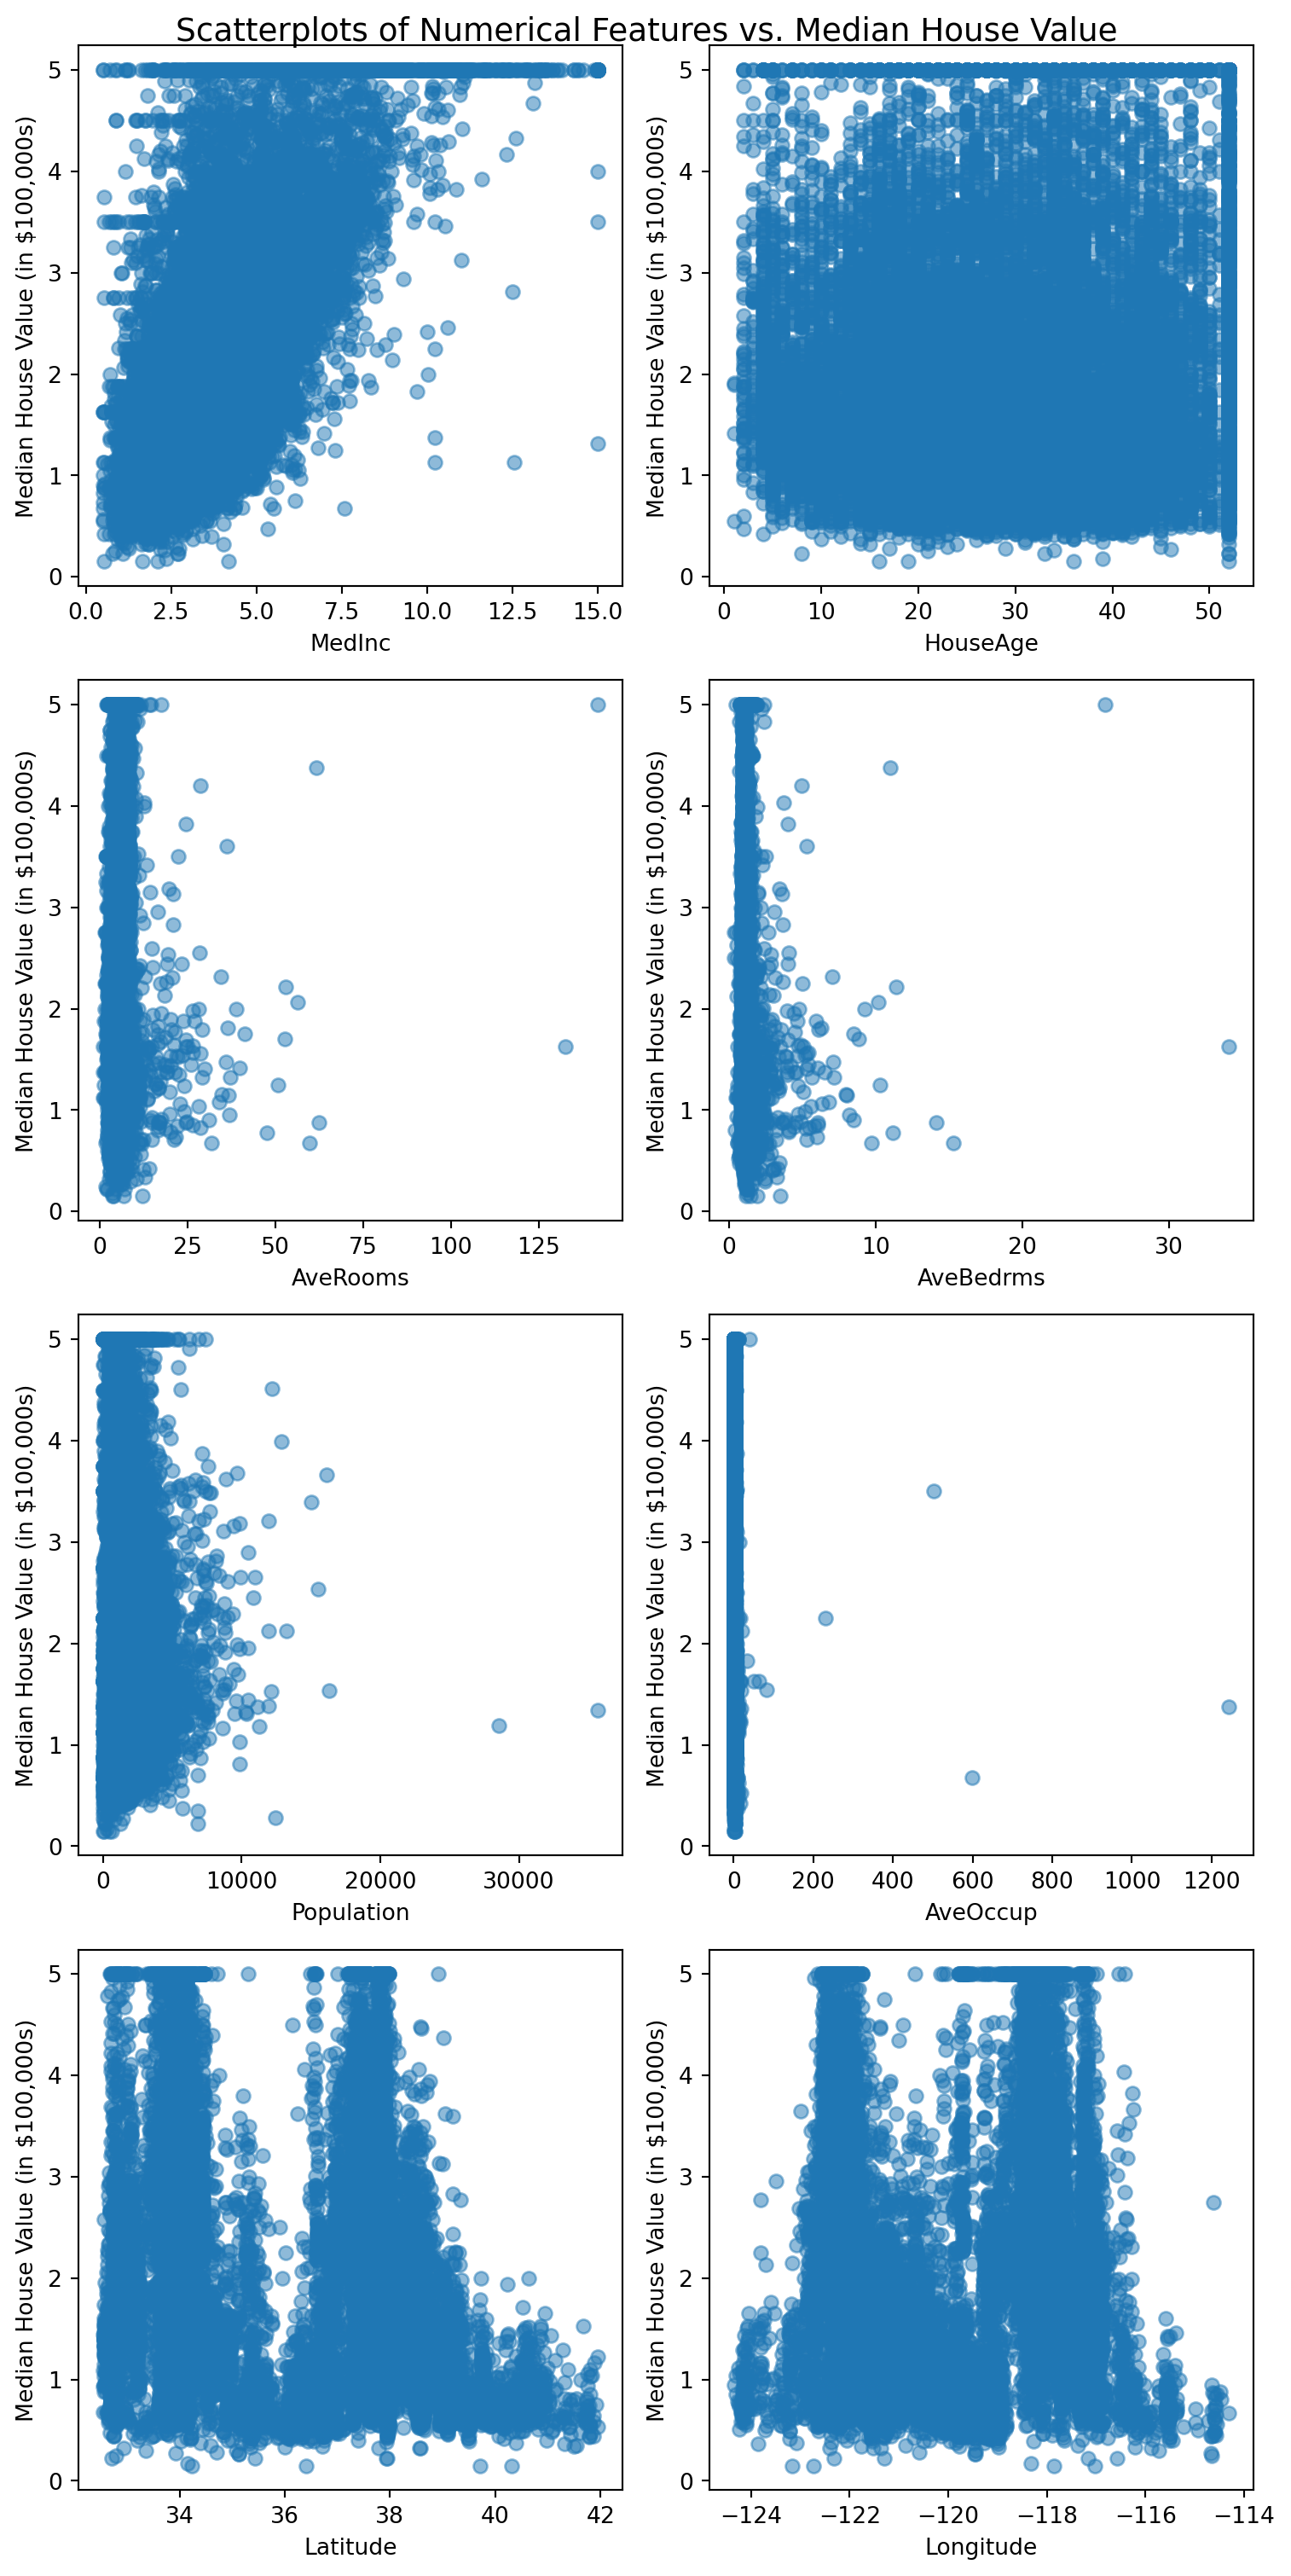 Scatterplots of Numerical Features vs. Median House Value
Median House Value (in $100,000s)
5
4
3
2
1
0
0.0 2.5 5.0 7.5 10.0 12.5 15.0
MedInc
Median House Value (in $100,000s)
5
4
3
2
1
0
0 10 20 30 40 50
HouseAge
Median House Value (in $100,000s)
5
4
3
2
1
0
0 25 50 75 100 125
AveRooms
Median House Value (in $100,000s)
5
4
3
2
1
0
0 10 20 30
AveBedrms
Median House Value (in $100,000s)
5
4
3
2
1
0
0 10000 20000 30000
Population
Median House Value (in $100,000s)
5
4
3
2
1
0
0 200 400 600 800 1000 1200
AveOccup
Median House Value (in $100,000s)
5
4
3
2
1
0
34 36 38 40 42
Latitude
Median House Value (in $100,000s)
5
4
3
2
1
0
−124 −122 −120 −118 −116 −114
Longitude